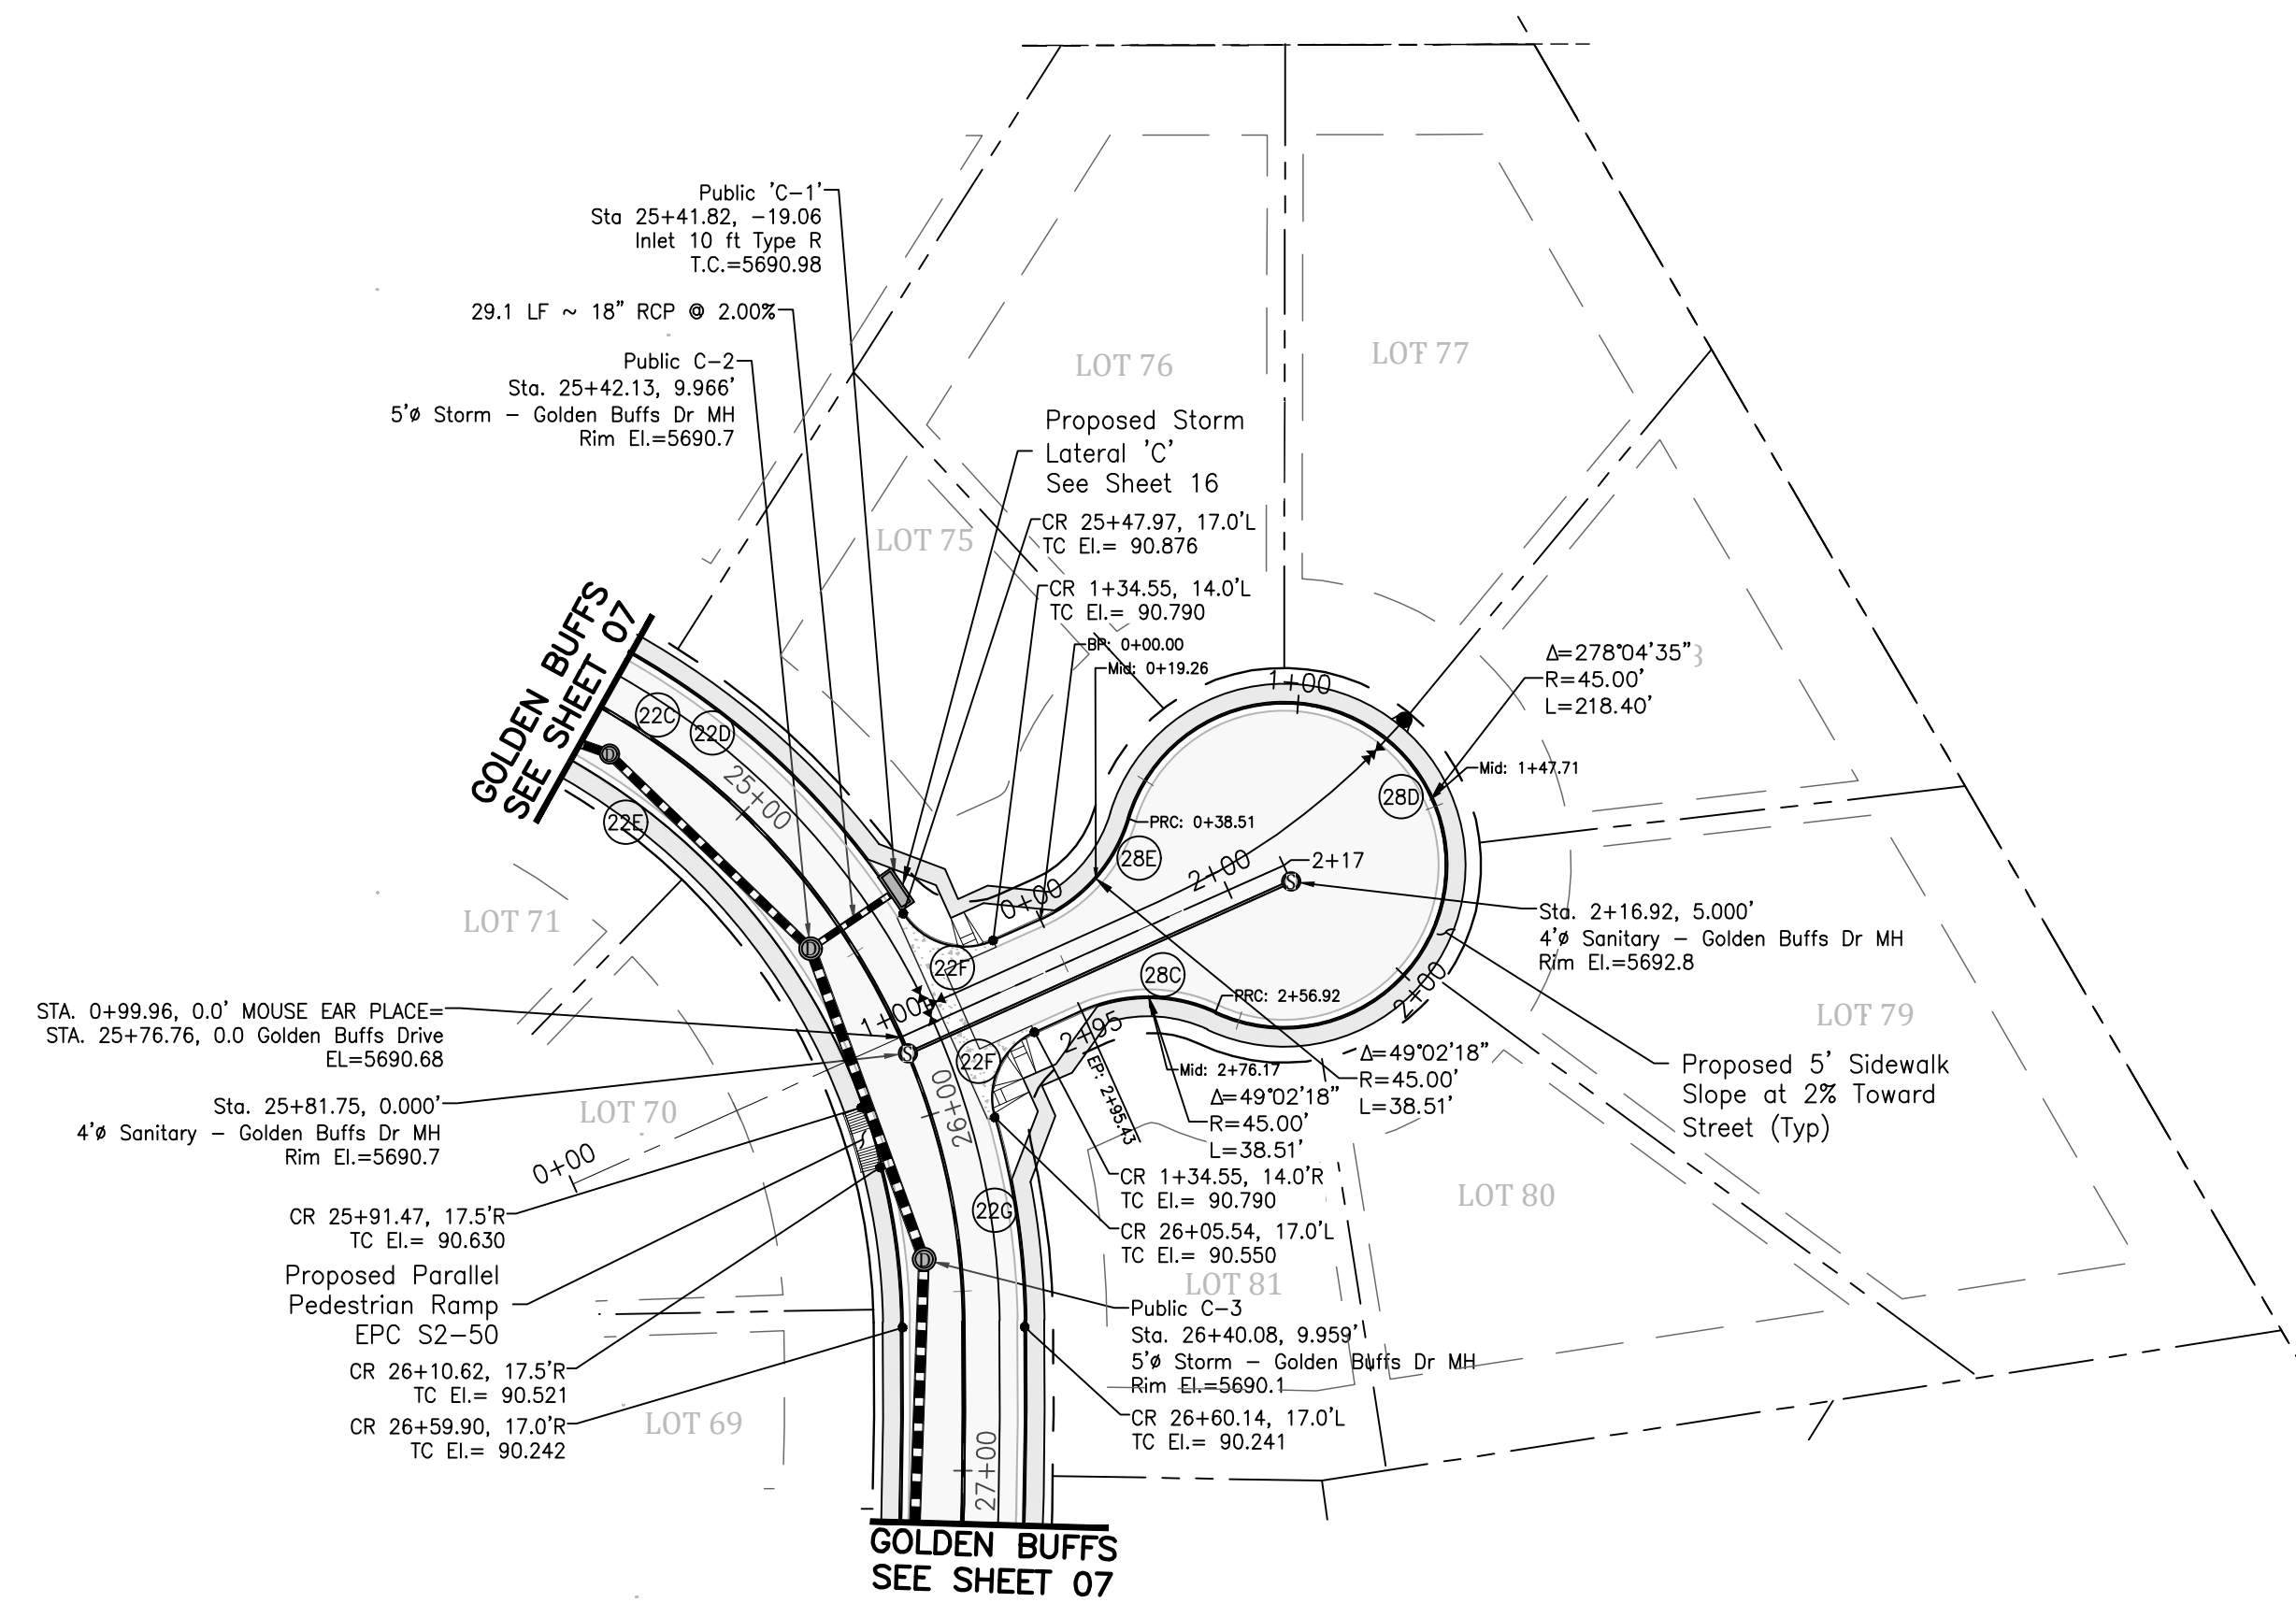 Public 'C-1'
Sta 25+41.82, -19.06
Inlet 10 ft Type R
T.C.=5690.98
29.1 LF ~ 18" RCP @ 2.00%
Public C-2
Sta. 25+42.13, 9.966'
5'ø Storm - Golden Buffs Dr MH
Rim El.=5690.7
LOT 76
LOT 77
Proposed Storm
Lateral 'C'
See Sheet 16
LOT 75
CR 25+47.97, 17.0'L
TC El.= 90.876
CR 1+34.55, 14.0'L
TC El.= 90.790
BP: 0+00.00
Mid: 0+19.26
GOLDEN BUFFS
SEE SHEET 07
Δ=278°04'35"
R=45.00'
L=218.40'
1+00
22C
22D
22E
25+00
Mid: 1+47.71
28D
PRC: 0+38.51
28E
2+00
2+17
0+00
LOT 71
Sta. 2+16.92, 5.000'
4'ø Sanitary - Golden Buffs Dr MH
Rim El.=5692.8
22F
28C
PRC: 2+56.92
2+00
STA. 0+99.96, 0.0' MOUSE EAR PLACE=
STA. 25+76.76, 0.0 Golden Buffs Drive
EL=5690.68
1+00
22F
2+95
EP: 2+95.43
Mid: 2+76.17
LOT 79
Δ=49°02'18"
R=45.00'
L=38.51'
Δ=49°02'18"
R=45.00'
L=38.51'
Proposed 5' Sidewalk
Slope at 2% Toward
Street (Typ)
Sta. 25+81.75, 0.000'
4'ø Sanitary - Golden Buffs Dr MH
Rim El.=5690.7
LOT 70
26+00
0+00
CR 1+34.55, 14.0'R
TC El.= 90.790
LOT 80
22G
CR 25+91.47, 17.5'R
TC El.= 90.630
CR 26+05.54, 17.0'L
TC El.= 90.550
Proposed Parallel
Pedestrian Ramp
EPC S2-50
LOT 81
Public C-3
Sta. 26+40.08, 9.959'
5'ø Storm - Golden Buffs Dr MH
Rim El.=5690.1
CR 26+10.62, 17.5'R
TC El.= 90.521
CR 26+59.90, 17.0'R
TC El.= 90.242
LOT 69
CR 26+60.14, 17.0'L
TC El.= 90.241
27+00
GOLDEN BUFFS
SEE SHEET 07